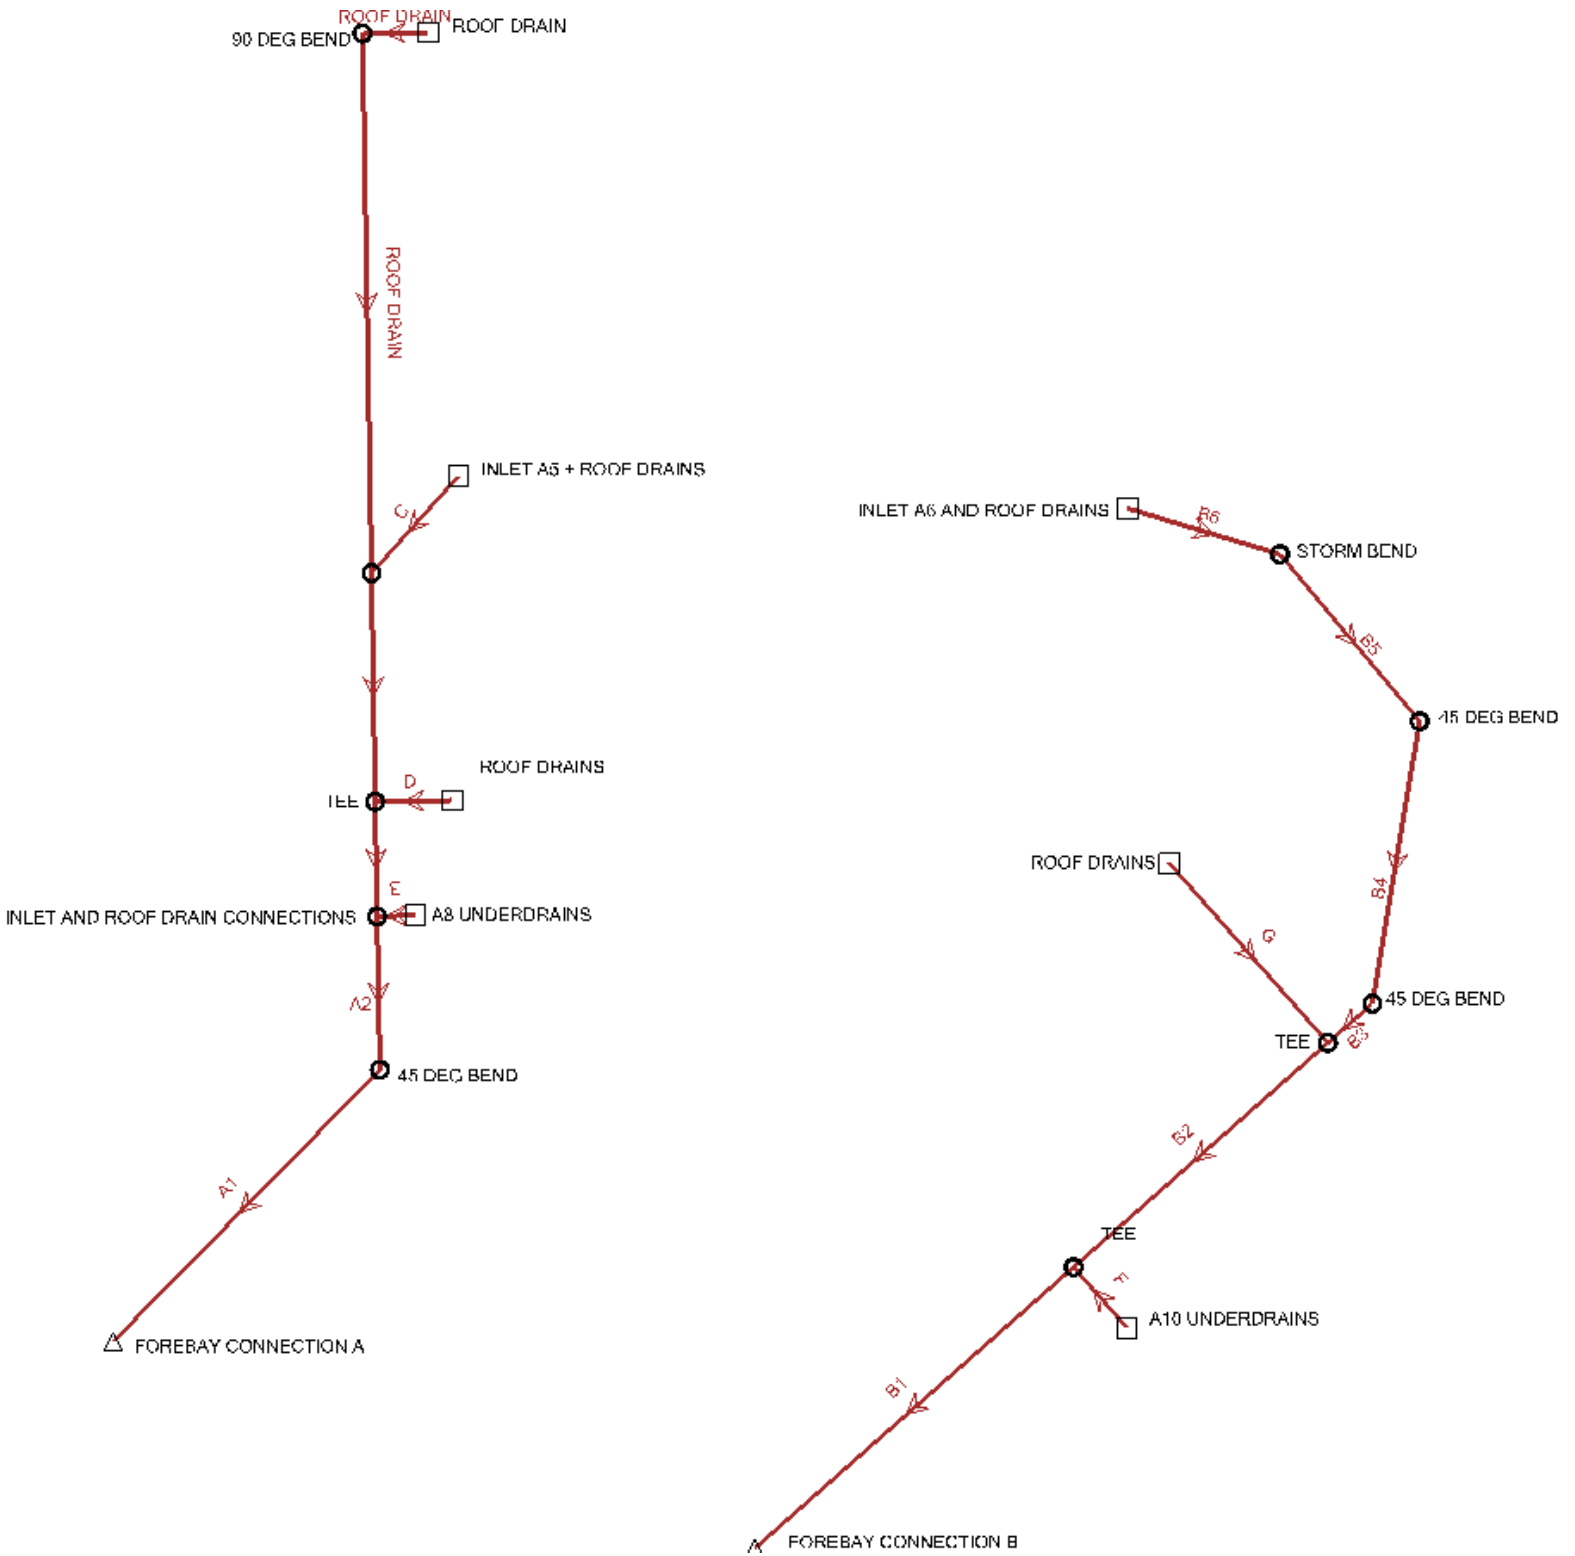 ROOF DRAIN
ROOF DRAIN
90 DEG BEND
ROOF DRAIN
INLET A5 + ROOF DRAINS
C
ROOF DRAINS
D
TEE
E
INLET AND ROOF DRAIN CONNECTIONS
A8 UNDERDRAINS
A2
45 DEG BEND
A1
FOREBAY CONNECTION A
INLET A6 AND ROOF DRAINS
B6
STORM BEND
B5
45 DEG BEND
B4
ROOF DRAINS
G
45 DEG BEND
B3
TEE
B2
TEE
F
A10 UNDERDRAINS
B1
FOREBAY CONNECTION B